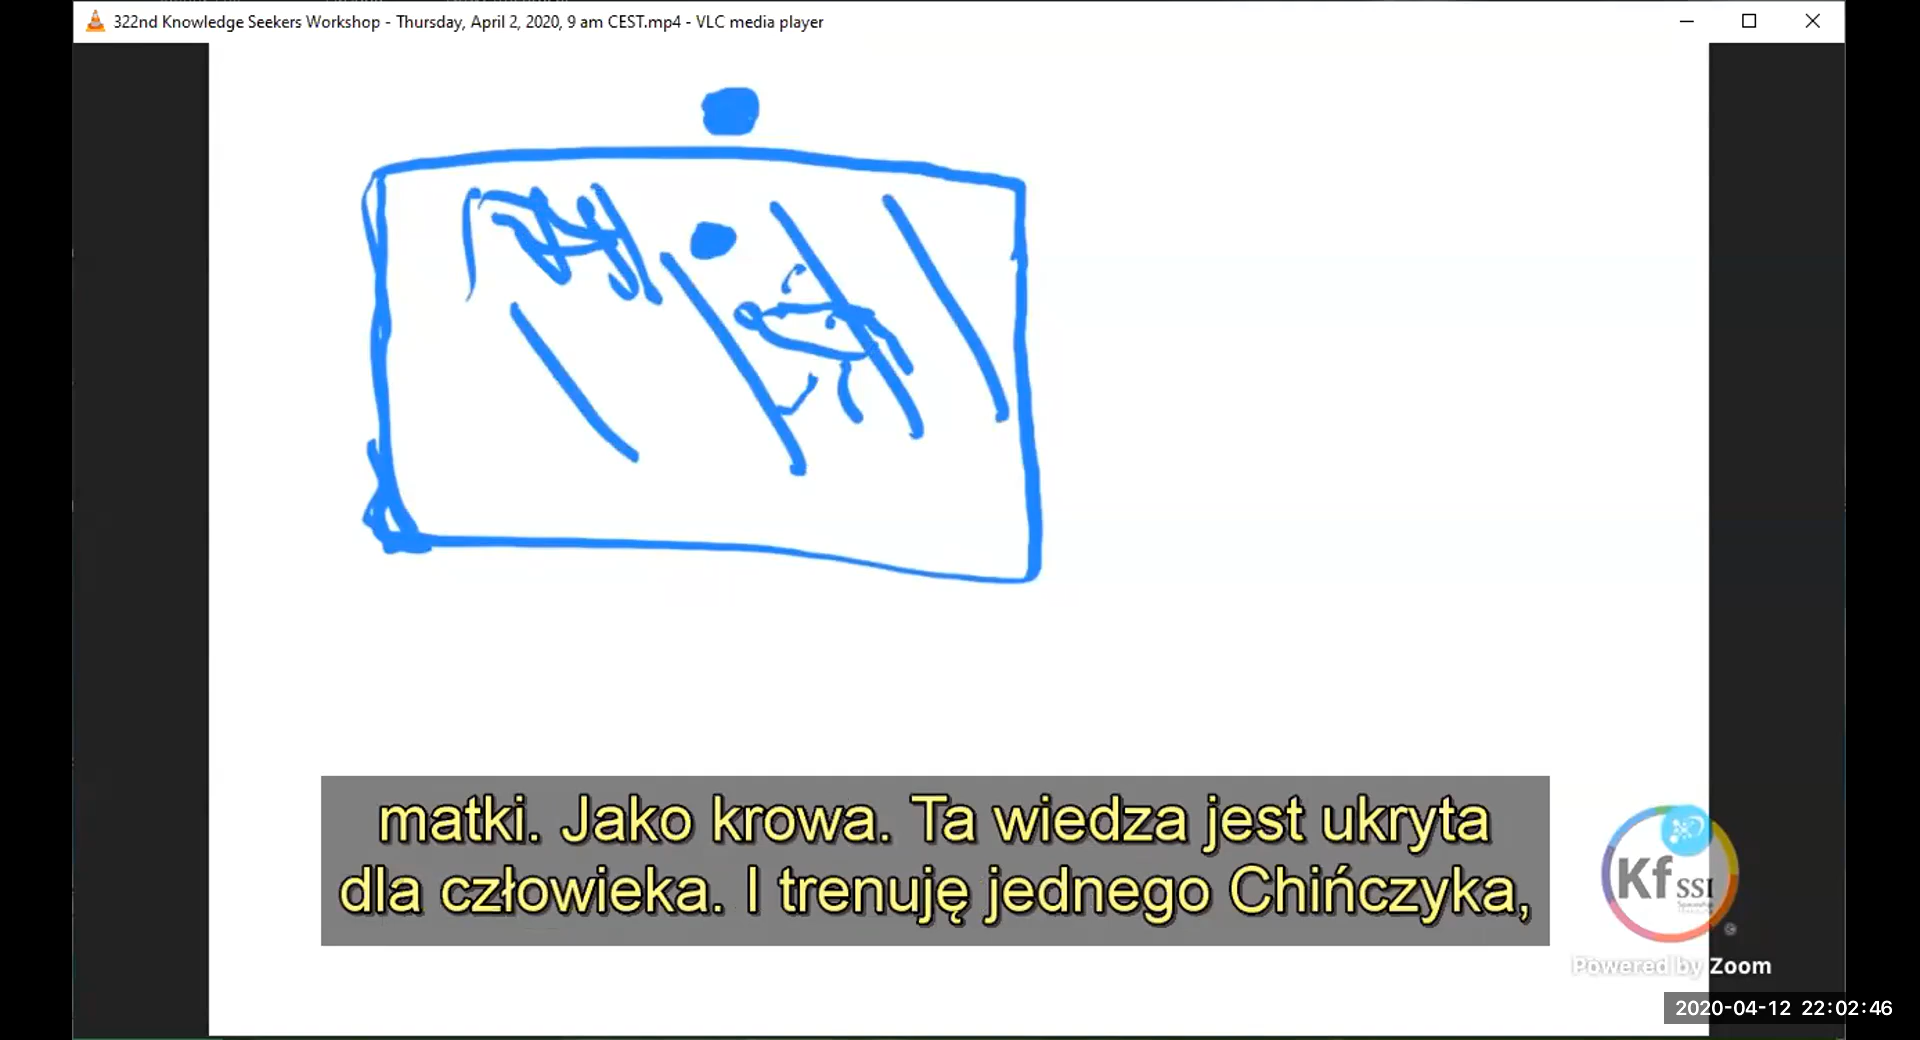 322nd Knowledge Seekers Workshop - Thursday, April 2, 2020, 9 am CEST.mp4 - VLC media player
matki. Jako krowa. Ta wiedza jest ukryta
dla człowieka. I trenuję jednego Chińczyka,
Kf SSI
Powered by Zoom
2020-04-12 22:02:46